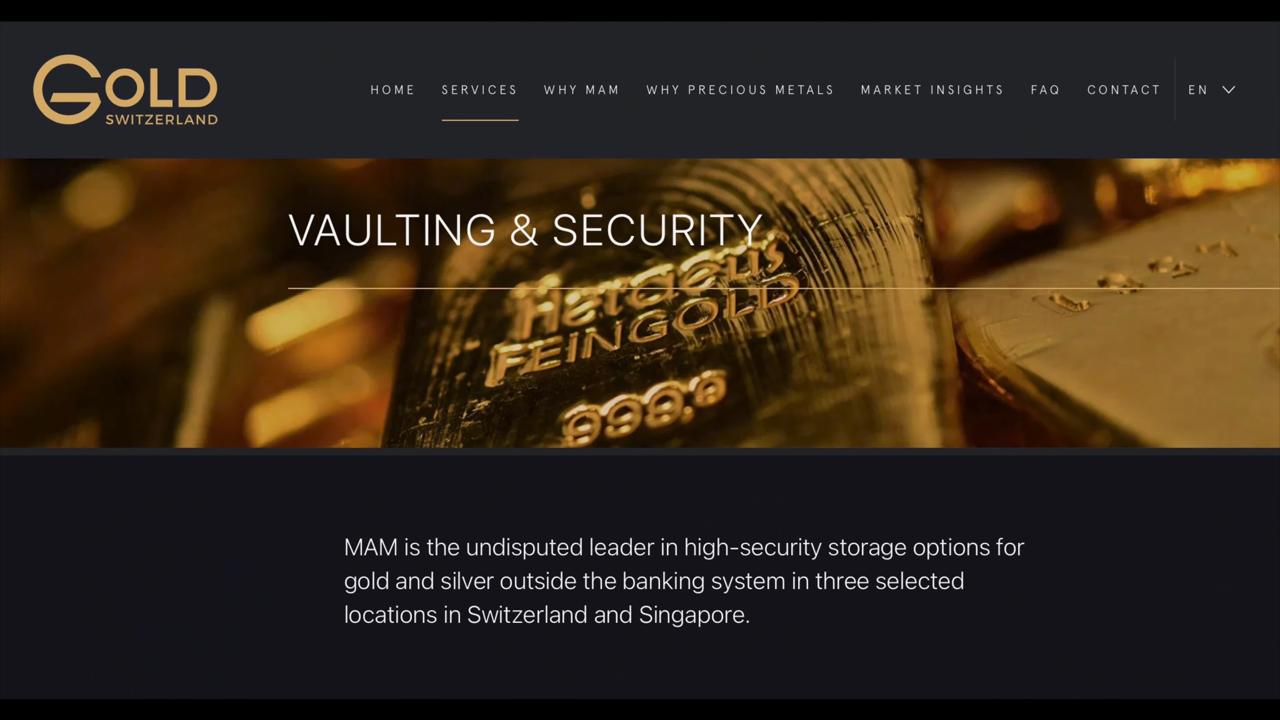 GOLD
SWITZERLAND
HOME SERVICES WHY MAM WHY PRECIOUS METALS MARKET INSIGHTS FAQ CONTACT EN
VAULTING & SECURITY
Heraeus
FEINGOLD
999.9
MAM is the undisputed leader in high-security storage options for
gold and silver outside the banking system in three selected
locations in Switzerland and Singapore.